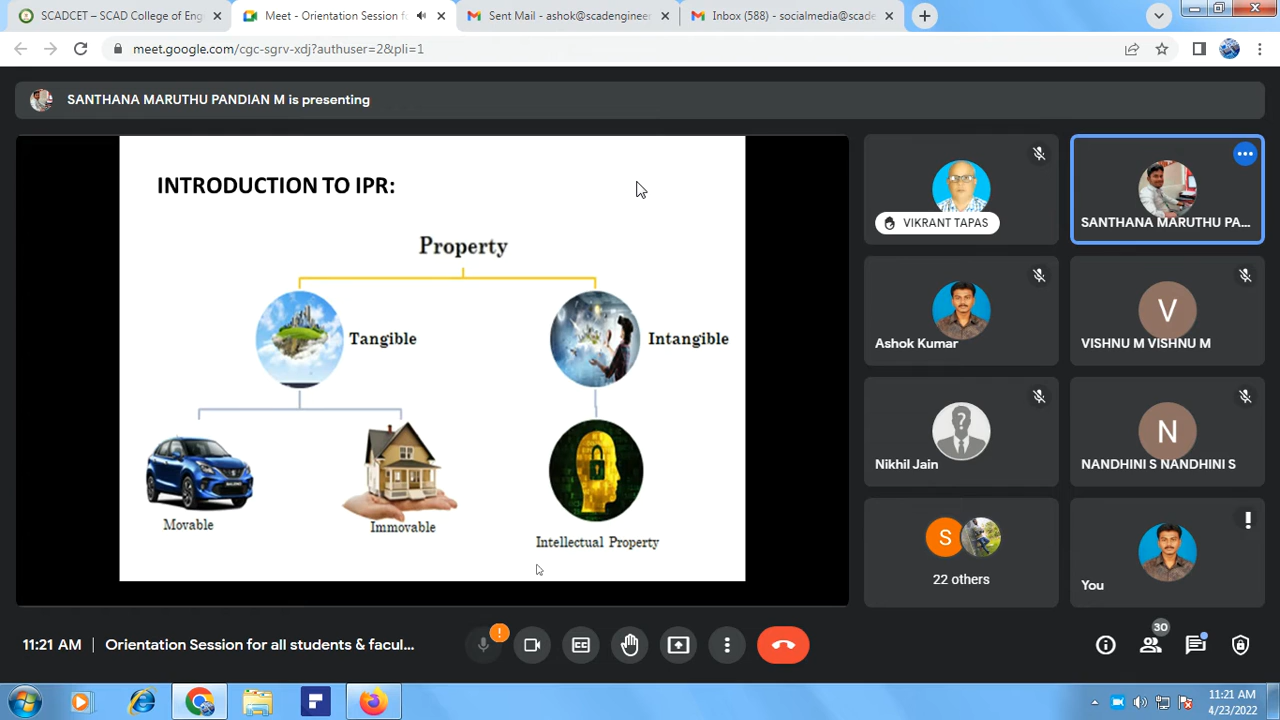 SCADCET – SCAD College of Eng
Meet - Orientation Session fo
Sent Mail - ashok@scadengineer
Inbox (588) - socialmedia@scade
meet.google.com/cgc-sgrv-xdj?authuser=2&pli=1
SANTHANA MARUTHU PANDIAN M is presenting
INTRODUCTION TO IPR:
Property
Tangible
Intangible
Movable
Immovable
Intellectual Property
VIKRANT TAPAS
SANTHANA MARUTHU PA...
Ashok Kumar
V
VISHNU M VISHNU M
?
Nikhil Jain
N
NANDHINI S NANDHINI S
S
22 others
You
11:21 AM | Orientation Session for all students & facul...
CC
30
11:21 AM
4/23/2022